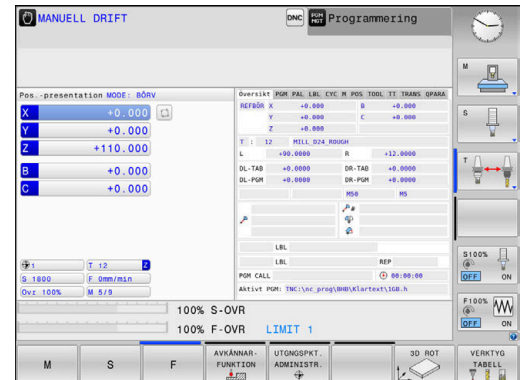 MANUELL DRIFT
DNC PGM MGT Programmering
Pos.-presentation MODE: BÖRV
X +0.000
Y +0.000
Z +110.000
B +0.000
C +0.000
1 T 12 Z
S 1800 F 0mm/min
Ovr 100% M 5/9
Översikt PGM PAL LBL CYC M POS TOOL TT TRANS QPARA
REFBÖR X +0.000 B +0.000
Y +0.000 C +0.000
Z +0.000
T : 12 MILL_D24_ROUGH
L +90.0000 R +12.0000
DL-TAB +0.0000 DR-TAB +0.0000
DL-PGM +0.0000 DR-PGM +0.0000
M50 M5
LBL
LBL REP
PGM CALL 00:00:00
Aktivt PGM: TNC:\nc_prog\BHB\Klartext\1GB.h
100% S-OVR
100% F-OVR LIMIT 1
M
S
T
S100%
OFF ON
F100%
OFF ON
M S F AVKÄNNAR- FUNKTION UTGNGSPKT. ADMINISTR. 3D ROT VERKTYG TABELL